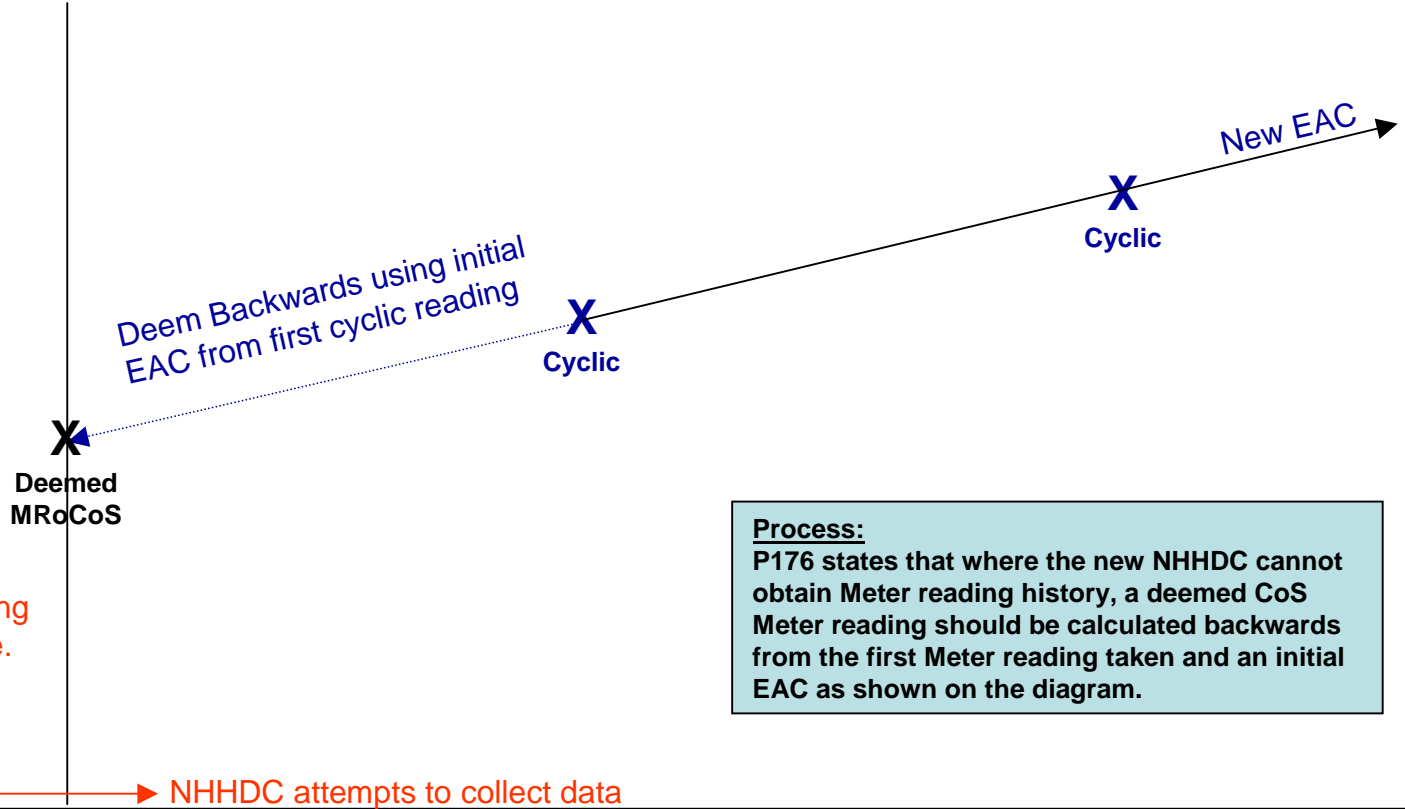 New EAC
X
Cyclic
Deem Backwards using initial
EAC from first cyclic reading
X
Cyclic
X
Deemed
MRoCoS
Process:
P176 states that where the new NHHDC cannot
obtain Meter reading history, a deemed CoS
Meter reading should be calculated backwards
from the first Meter reading taken and an initial
EAC as shown on the diagram.
NHHDC attempts to collect data